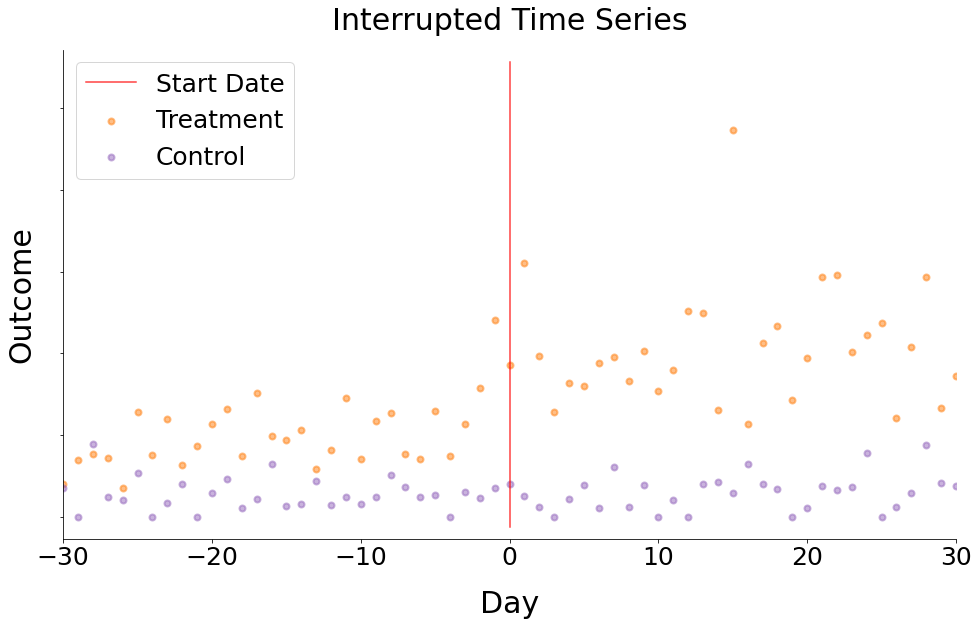 Interrupted Time Series
Start Date
Treatment
Control
Outcome
−30
−20
−10
0
10
20
30
Day